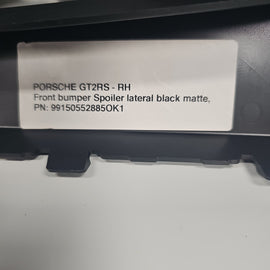 PORSCHE GT2RS - RH
Front bumper Spoiler lateral black matte,
PN: 99150552885OK1